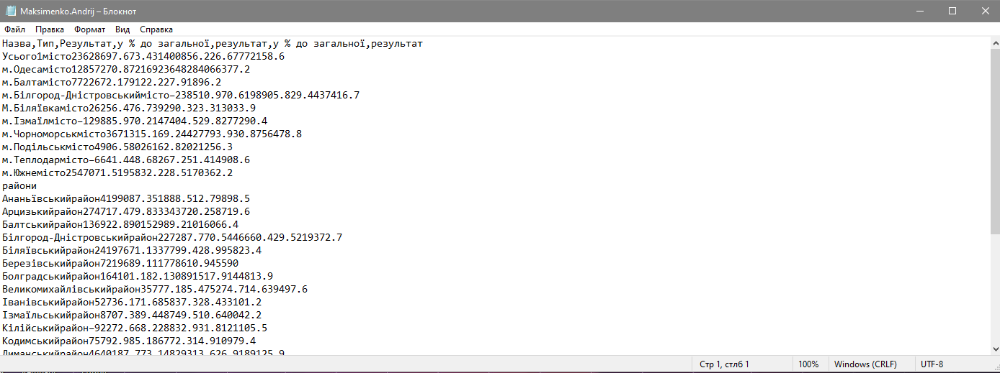 Maksimenko.Andrij – Блокнот
Файл Правка Формат Вид Справка
Назва,Тип,Результат,у % до загальної,результат,у % до загальної,результат
Усього1місто23628697.673.431400856.226.67772158.6
м.Одесамісто12857270.87216923648284066377.2
м.Балтамісто7722672.179122.227.91896.2
м.Білгород-Дністровськиймісто–238510.970.6198905.829.4437416.7
М.Біляївкамісто26256.476.739290.323.313033.9
м.Ізмаїлмісто–129885.970.2147404.529.8277290.4
м.Чорноморськмісто3671315.169.24427793.930.8756478.8
м.Подільськмісто4906.58026162.82021256.3
м.Теплодармісто–6641.448.68267.251.414908.6
м.Южнемісто2547071.5195832.228.5170362.2
райони
Ананьївськийрайон4199087.351888.512.79898.5
Арцизькийрайон274717.479.833343720.258719.6
Балтськийрайон136922.890152989.21016066.4
Білгород-Дністровськийрайон227287.770.5446660.429.5219372.7
Біляївськийрайон24197671.1337799.428.995823.4
Березівськийрайон7219689.111778610.945590
Болградськийрайон164101.182.130891517.9144813.9
Великомихайлівськийрайон35777.185.475274.714.639497.6
Іванівськийрайон52736.171.685837.328.433101.2
Ізмаїльськийрайон8707.389.448749.510.640042.2
Кілійськийрайон–92272.668.228832.931.8121105.5
Кодимськийрайон75792.985.186772.314.910979.4
Лиманськийрайон4640187.773.14829313.626.9189125.9
Стр 1, стлб 1 100% Windows (CRLF) UTF-8